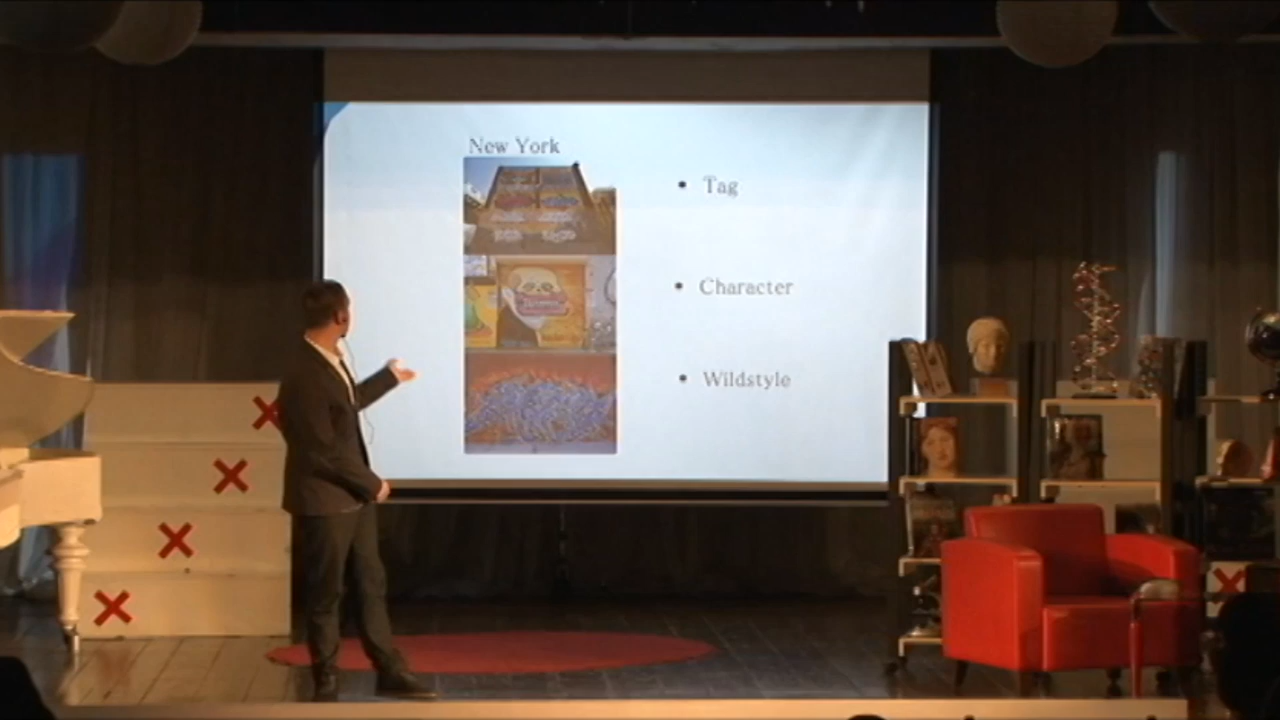 New York
• Tag
• Character
• Wildstyle